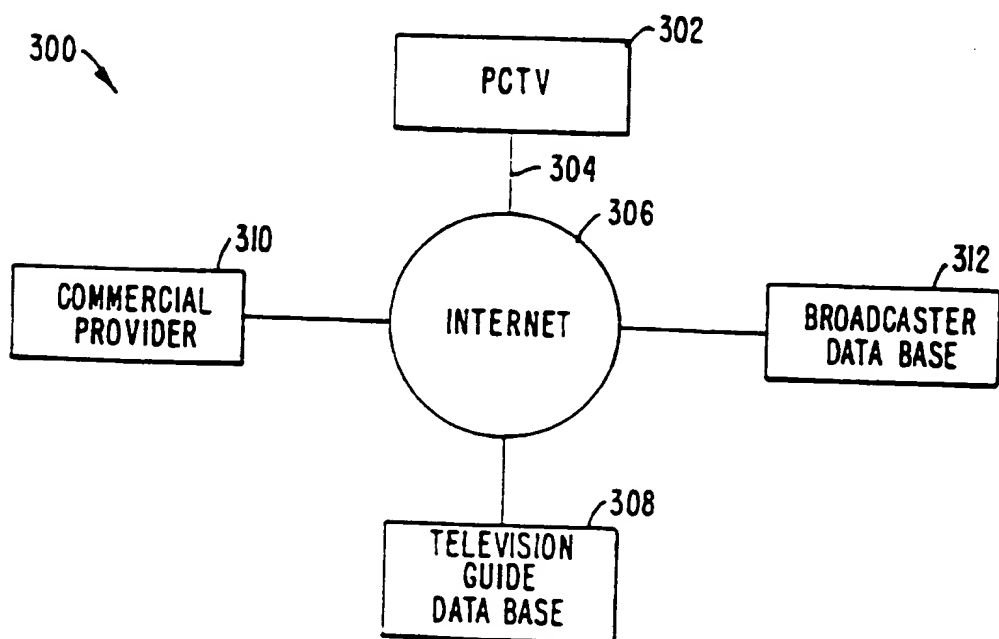 302
300
PCTV
304
306
310
312
COMMERCIAL
PROVIDER
INTERNET
BROADCASTER
DATA BASE
308
TELEVISION
GUIDE
DATA BASE